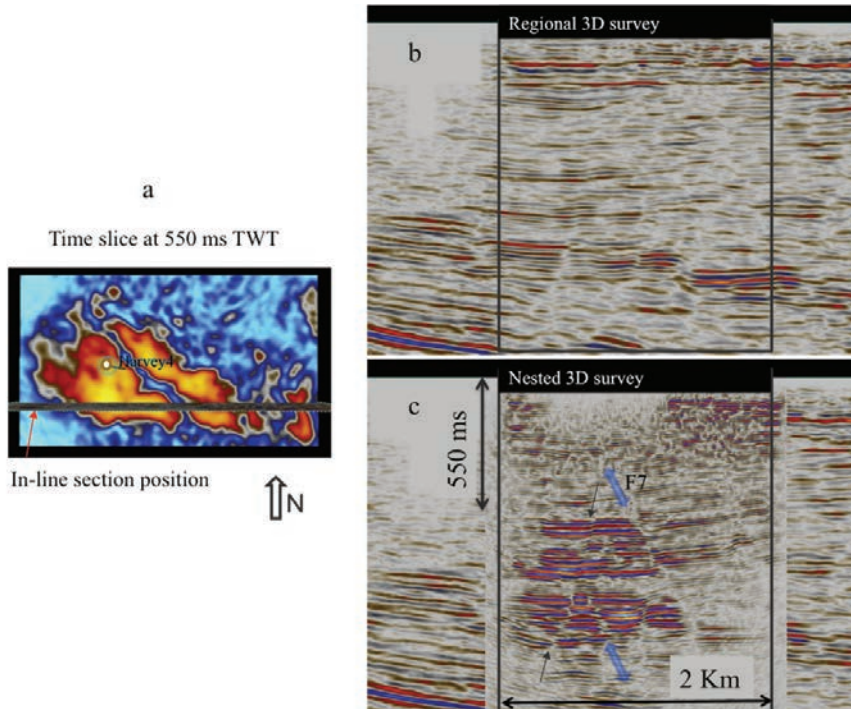 a
Time slice at 550 ms TWT
Harvey4
In-line section position
N
b
Regional 3D survey
c
Nested 3D survey
550 ms
F7
2 Km